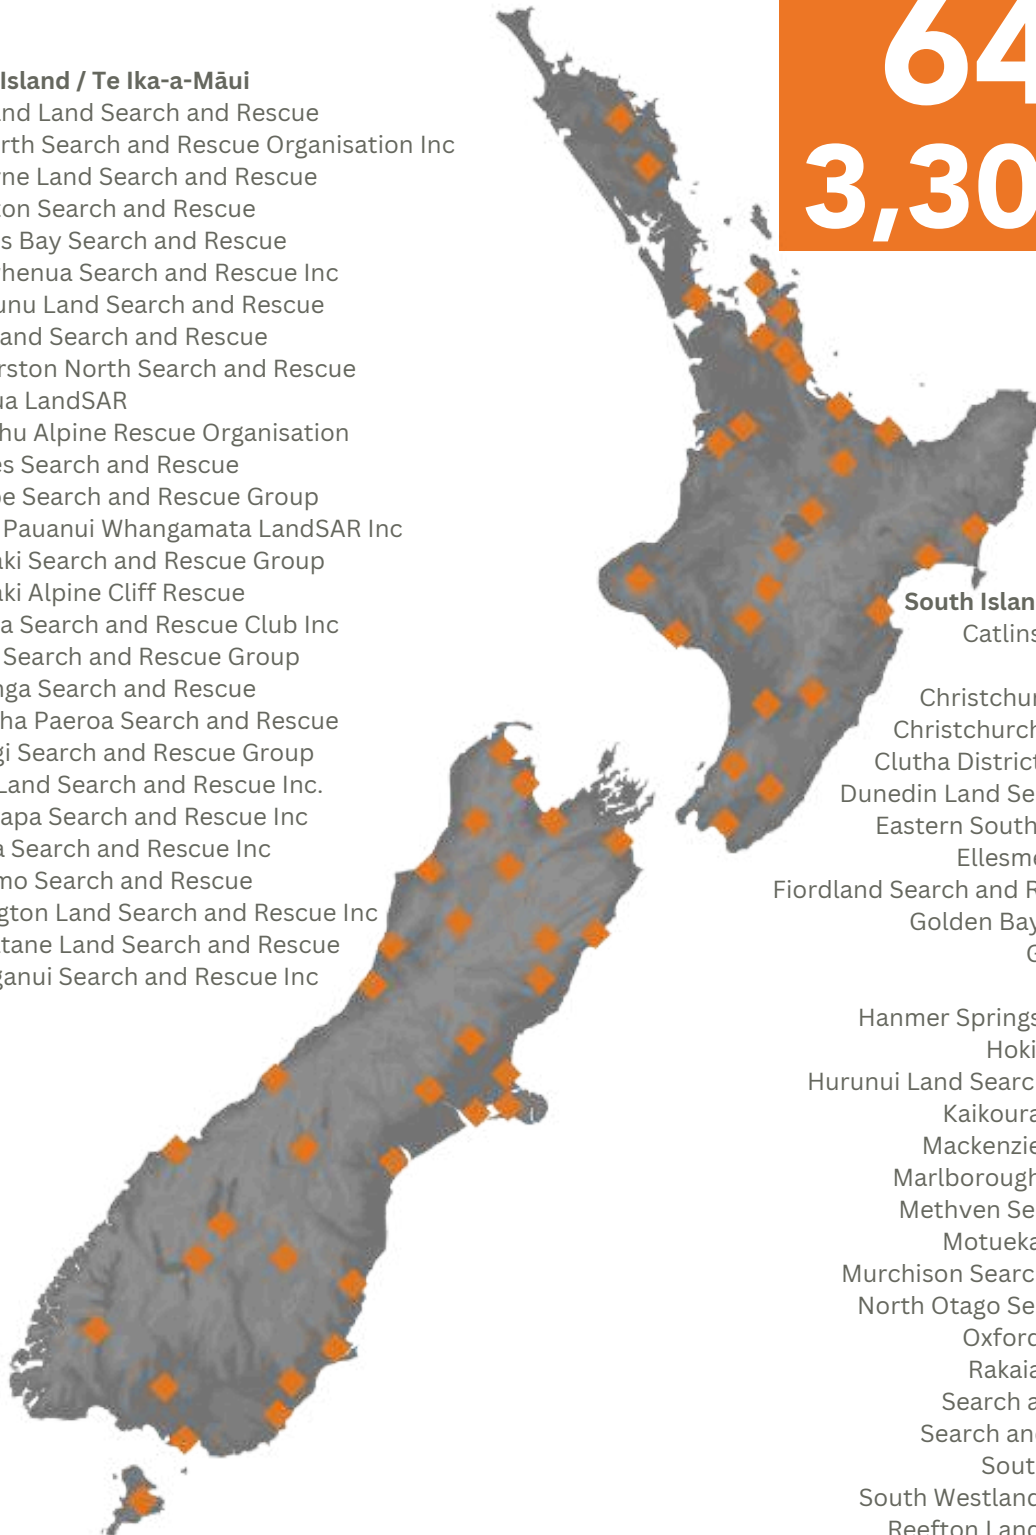 Island / Te Ika-a-Māui
nd Land Search and Rescue
rth Search and Rescue Organisation Inc
ne Land Search and Rescue
ton Search and Rescue
s Bay Search and Rescue
henua Search and Rescue Inc
unu Land Search and Rescue
and Search and Rescue
rston North Search and Rescue
ua LandSAR
hu Alpine Rescue Organisation
es Search and Rescue
oe Search and Rescue Group
Pauanui Whangamata LandSAR Inc
aki Search and Rescue Group
aki Alpine Cliff Rescue
a Search and Rescue Club Inc
Search and Rescue Group
nga Search and Rescue
ha Paeroa Search and Rescue
gi Search and Rescue Group
Land Search and Rescue Inc.
apa Search and Rescue Inc
a Search and Rescue Inc
mo Search and Rescue
gton Land Search and Rescue Inc
tane Land Search and Rescue
ganui Search and Rescue Inc
64
3,30
South Islan
Catlins
Christchur
Christchurch
Clutha District
Dunedin Land Se
Eastern South
Ellesme
Fiordland Search and R
Golden Bay
G
Hanmer Springs
Hoki
Hurunui Land Searc
Kaikoura
Mackenzie
Marlborough
Methven Se
Motueka
Murchison Searc
North Otago Se
Oxford
Rakaia
Search a
Search and
Sout
South Westland
Reefton Land